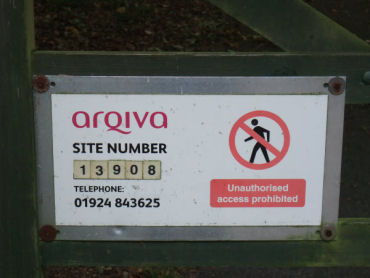 arqiva
SITE NUMBER
13908
TELEPHONE:
01924 843625
Unauthorised
access prohibited